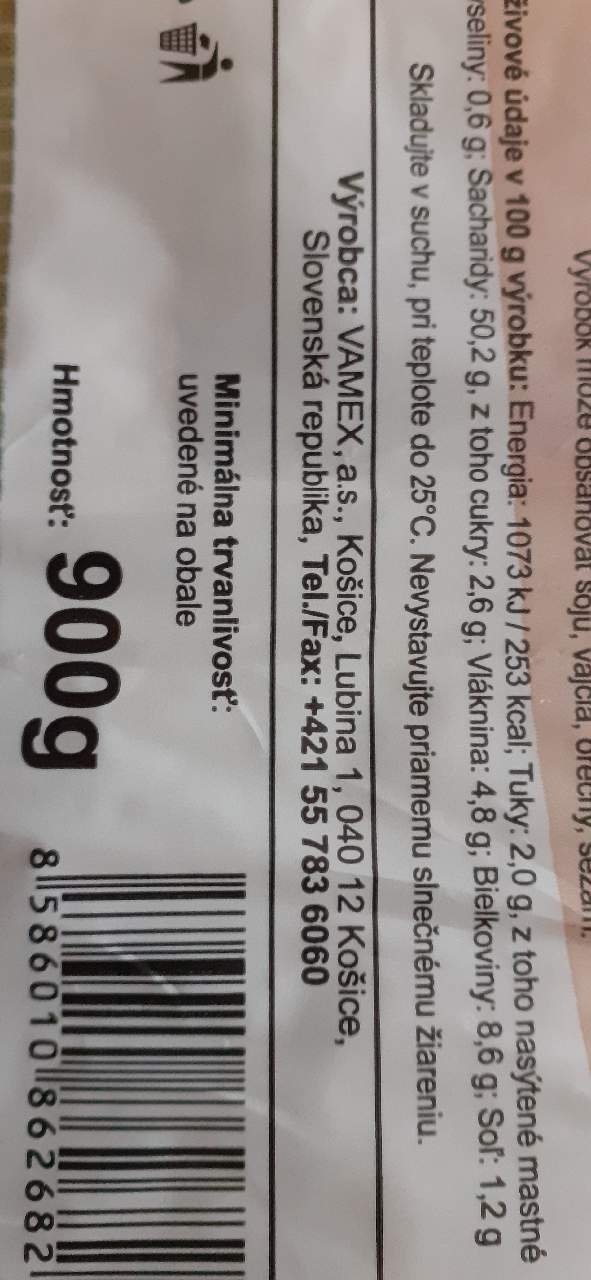 Výrobok môže obsahovať sóju, vajcia, orechy, sezam.
živové údaje v 100 g výrobku: Energia: 1073 kJ / 253 kcal; Tuky: 2,0 g, z toho nasýtené mastné
yseliny: 0,6 g; Sacharidy: 50,2 g, z toho cukry: 2,6 g; Vláknina: 4,8 g; Bielkoviny: 8,6 g; Soľ: 1,2 g
Skladujte v suchu, pri teplote do 25°C. Nevystavujte priamemu slnečnému žiareniu.
Výrobca: VAMEX, a.s., Košice, Lubina 1, 040 12 Košice,
Slovenská republika, Tel./Fax: +421 55 783 6060
Minimálna trvanlivosť:
uvedené na obale
Hmotnosť: 900g
8 586010 862682